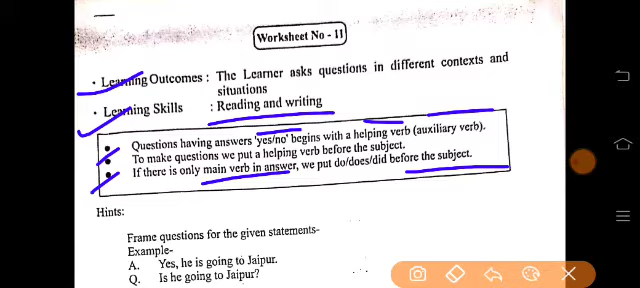 Worksheet No - 11
• Learning Outcomes : The Learner asks questions in different contexts and
situations
• Learning Skills : Reading and writing
• Questions having answers 'yes/no' begins with a helping verb (auxiliary verb).
• To make questions we put a helping verb before the subject.
• If there is only main verb in answer, we put do/does/did before the subject.
Hints:
Frame questions for the given statements-
Example-
A. Yes, he is going to Jaipur.
Q. Is he going to Jaipur?